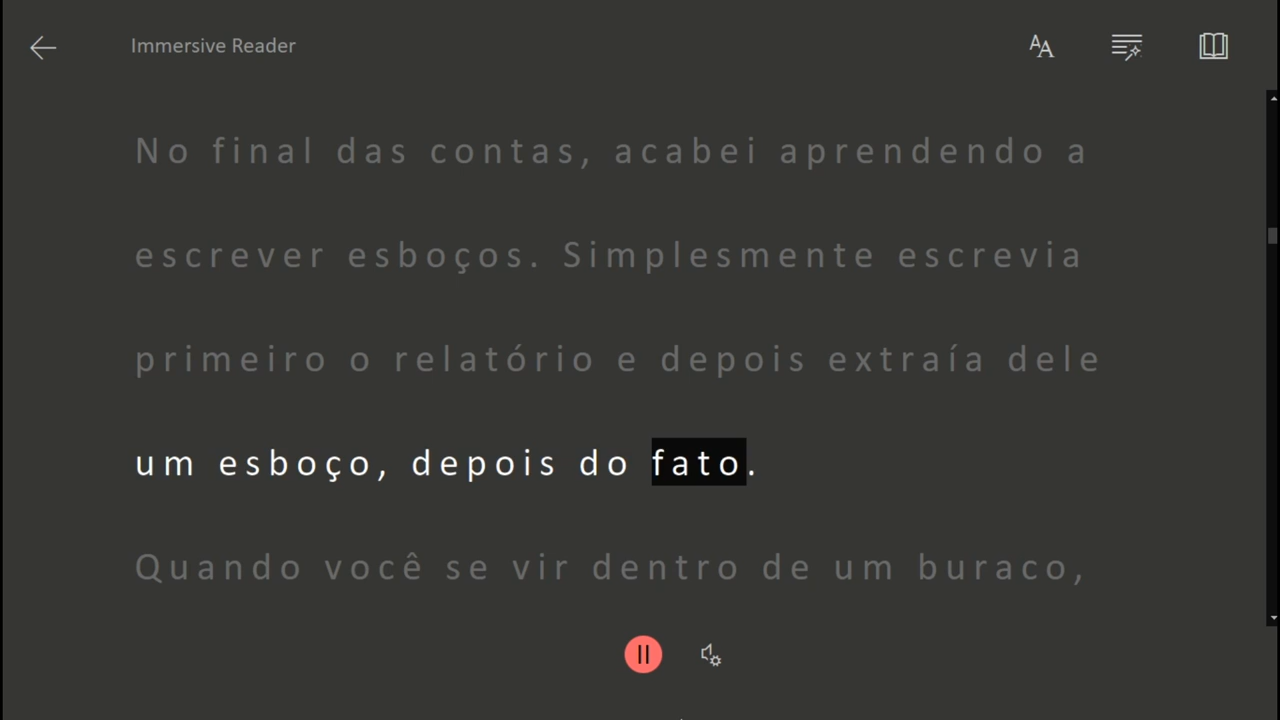 Immersive Reader
No final das contas, acabei aprendendo a
escrever esboços. Simplesmente escrevia
primeiro o relatório e depois extraía dele
um esboço, depois do fato.
Quando você se vir dentro de um buraco,